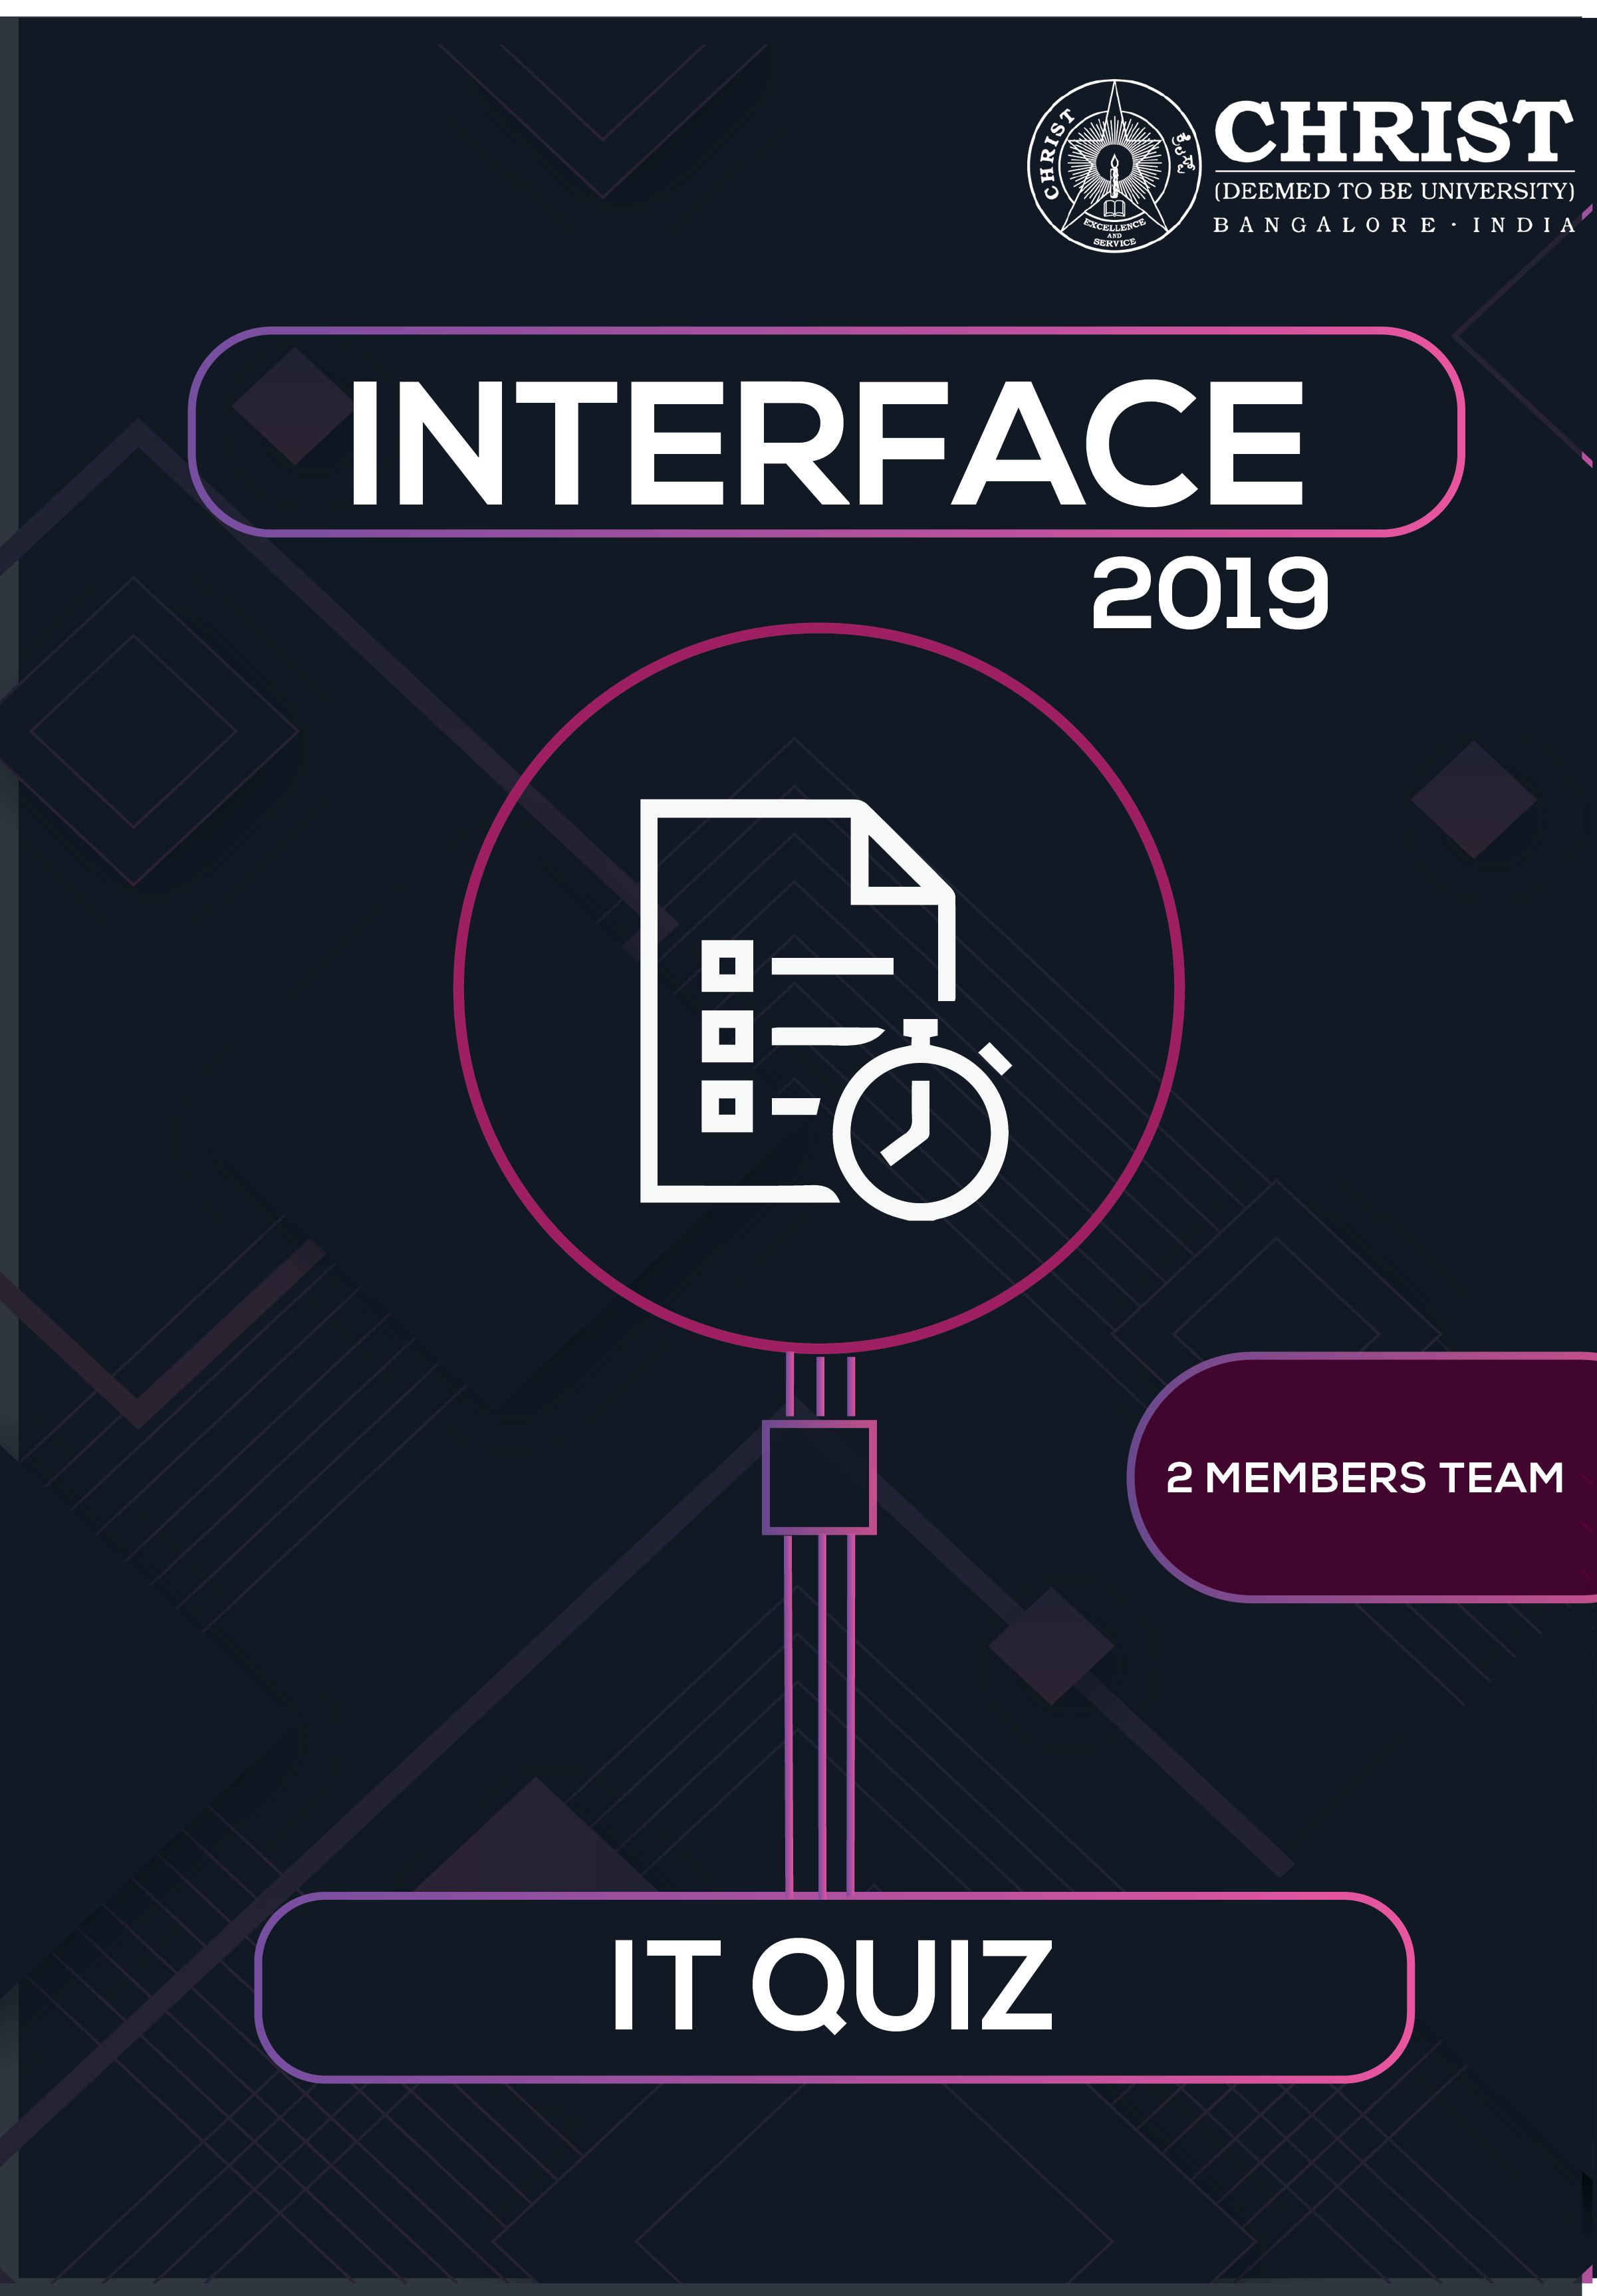 CHRIST
EXCELLENCE
AND
SERVICE
CHRIST
(DEEMED TO BE UNIVERSITY)
BANGALORE · INDIA
INTERFACE
2019
2 MEMBERS TEAM
IT QUIZ